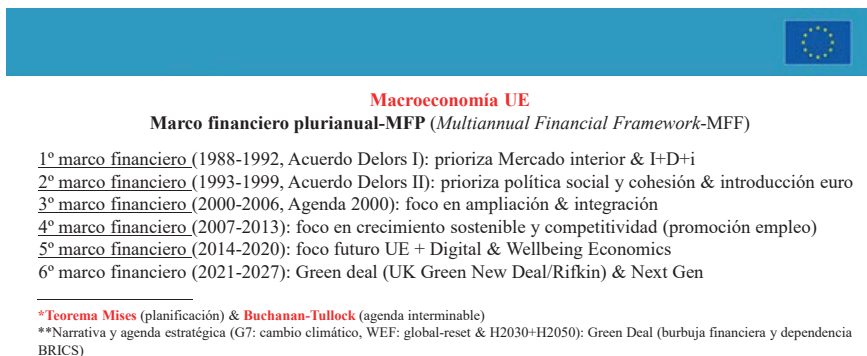 Macroeconomía UE
Marco financiero plurianual-MFP (Multiannual Financial Framework-MFF)
1º marco financiero (1988-1992, Acuerdo Delors I): prioriza Mercado interior & I+D+i
2º marco financiero (1993-1999, Acuerdo Delors II): prioriza política social y cohesión & introducción euro
3º marco financiero (2000-2006, Agenda 2000): foco en ampliación & integración
4º marco financiero (2007-2013): foco en crecimiento sostenible y competitividad (promoción empleo)
5º marco financiero (2014-2020): foco futuro UE + Digital & Wellbeing Economics
6º marco financiero (2021-2027): Green deal (UK Green New Deal/Rifkin) & Next Gen
*Teorema Mises (planificación) & Buchanan-Tullock (agenda interminable)
**Narrativa y agenda estratégica (G7: cambio climático, WEF: global-reset & H2030+H2050): Green Deal (burbuja financiera y dependencia
BRICS)